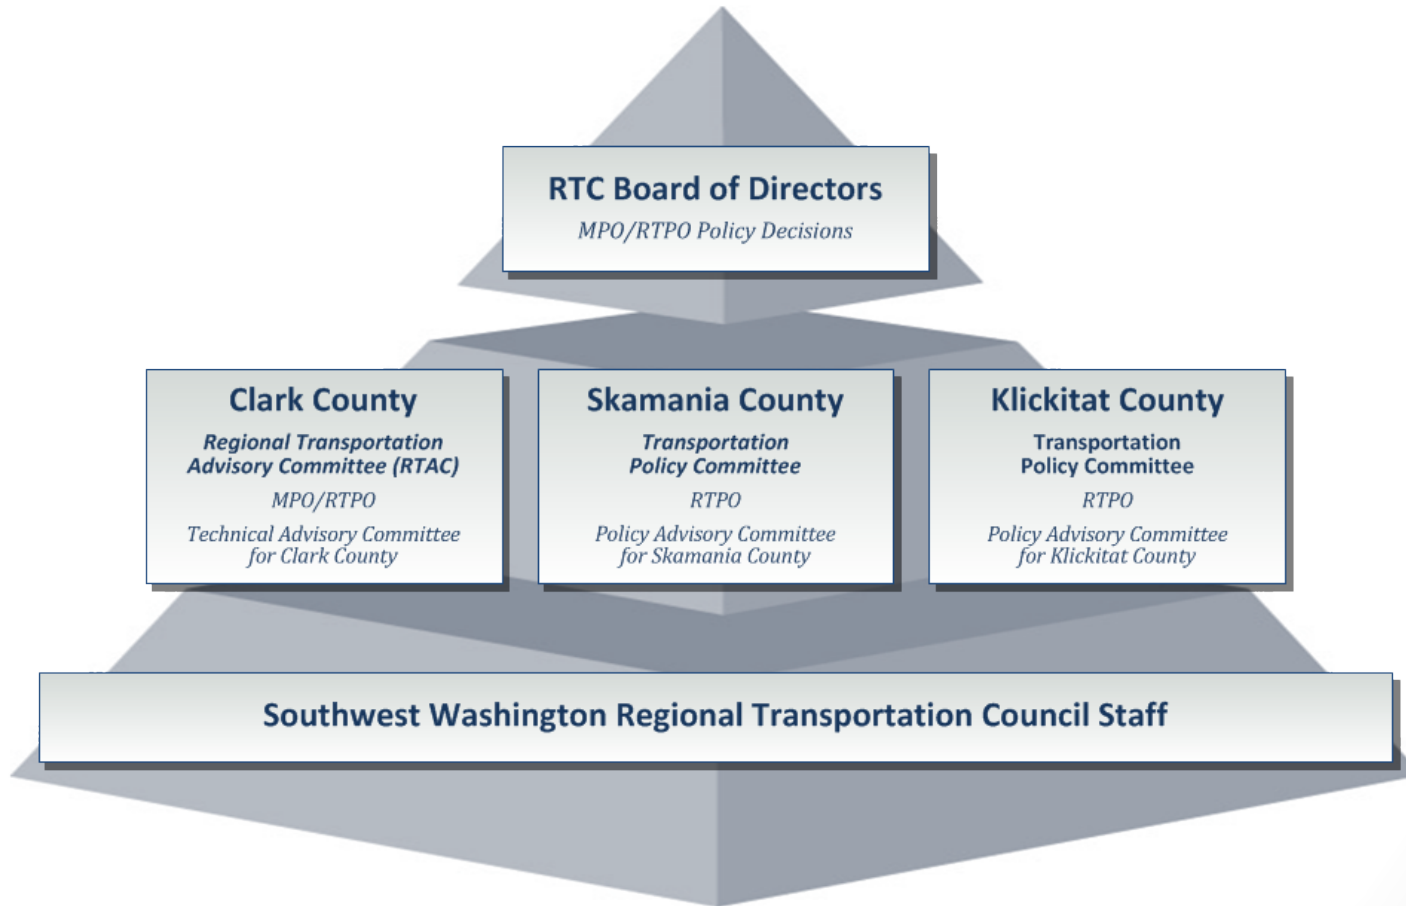 RTC Board of Directors
MPO/RTPO Policy Decisions
Clark County
Regional Transportation
Advisory Committee (RTAC)
MPO/RTPO
Technical Advisory Committee
for Clark County
Skamania County
Transportation
Policy Committee
RTPO
Policy Advisory Committee
for Skamania County
Klickitat County
Transportation
Policy Committee
RTPO
Policy Advisory Committee
for Klickitat County
Southwest Washington Regional Transportation Council Staff